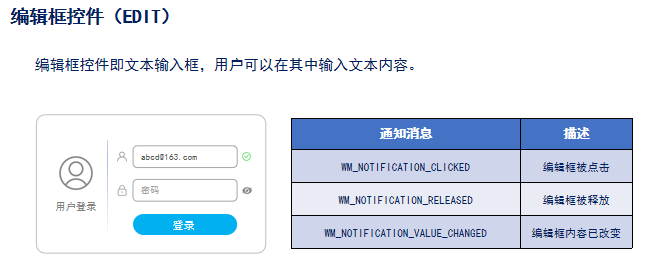 编辑框控件（EDIT）
编辑框控件即文本输入框，用户可以在其中输入文本内容。
用户登录
abcd@163.com
密码
登录
通知消息 描述
WM_NOTIFICATION_CLICKED 编辑框被点击
WM_NOTIFICATION_RELEASED 编辑框被释放
WM_NOTIFICATION_VALUE_CHANGED 编辑框内容已改变